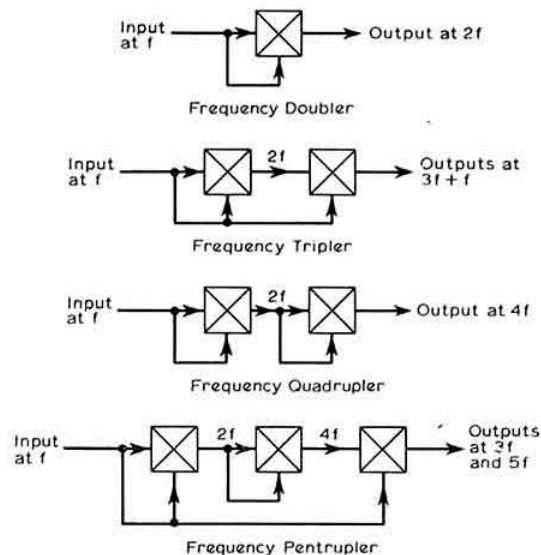 Input
at f
Output at 2f
Frequency Doubler
Input
at f
2f
Outputs at
3f + f
Frequency Tripler
Input
at f
2f
Output at 4f
Frequency Quadrupler
Input
at f
2f
4f
Outputs
at 3f
and 5f
Frequency Pentrupler